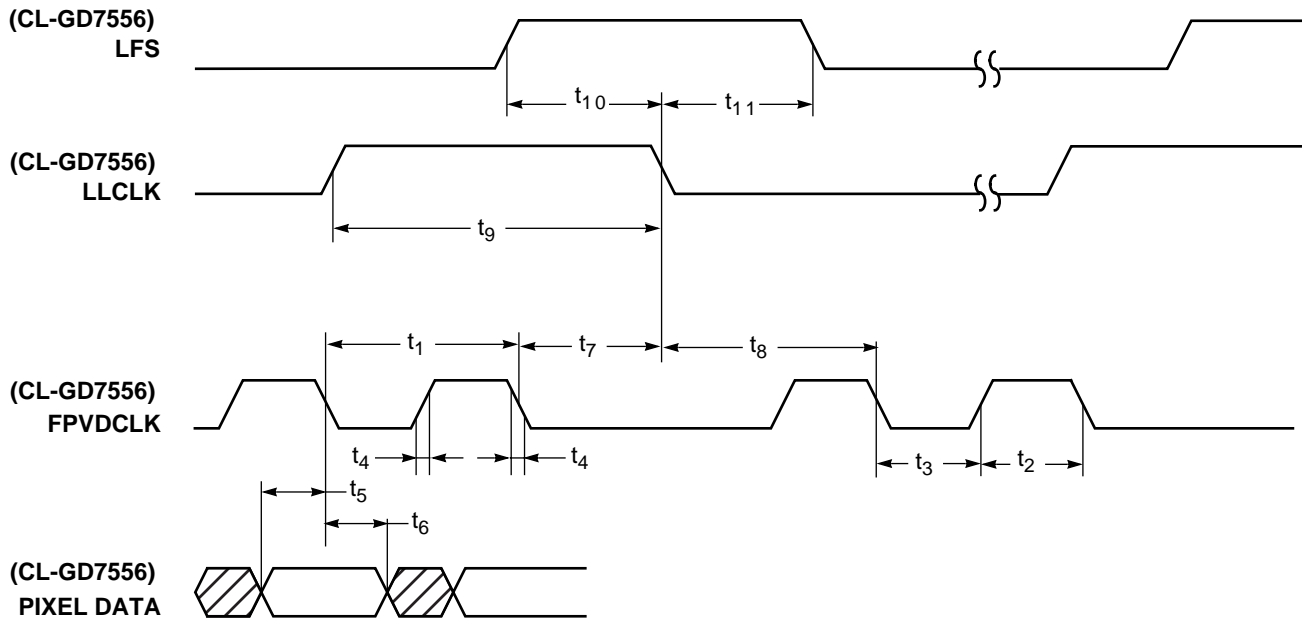 (CL-GD7556)
LFS
t10
t11
(CL-GD7556)
LLCLK
t9
t1
t7
t8
(CL-GD7556)
FPVDCLK
t4
t4
t3
t2
t5
t6
(CL-GD7556)
PIXEL DATA